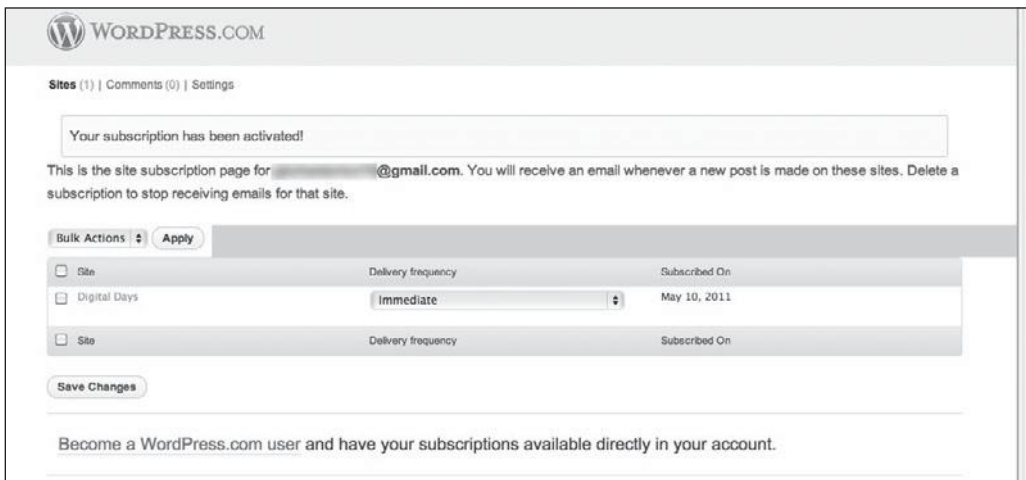 WORDPRESS.COM
Sites (1) | Comments (0) | Settings
Your subscription has been activated!
This is the site subscription page for @gmail.com. You will receive an email whenever a new post is made on these sites. Delete a
subscription to stop receiving emails for that site.
Bulk Actions Apply
Site Delivery frequency Subscribed On
Digital Days Immediate May 10, 2011
Site Delivery frequency Subscribed On
Save Changes
Become a WordPress.com user and have your subscriptions available directly in your account.